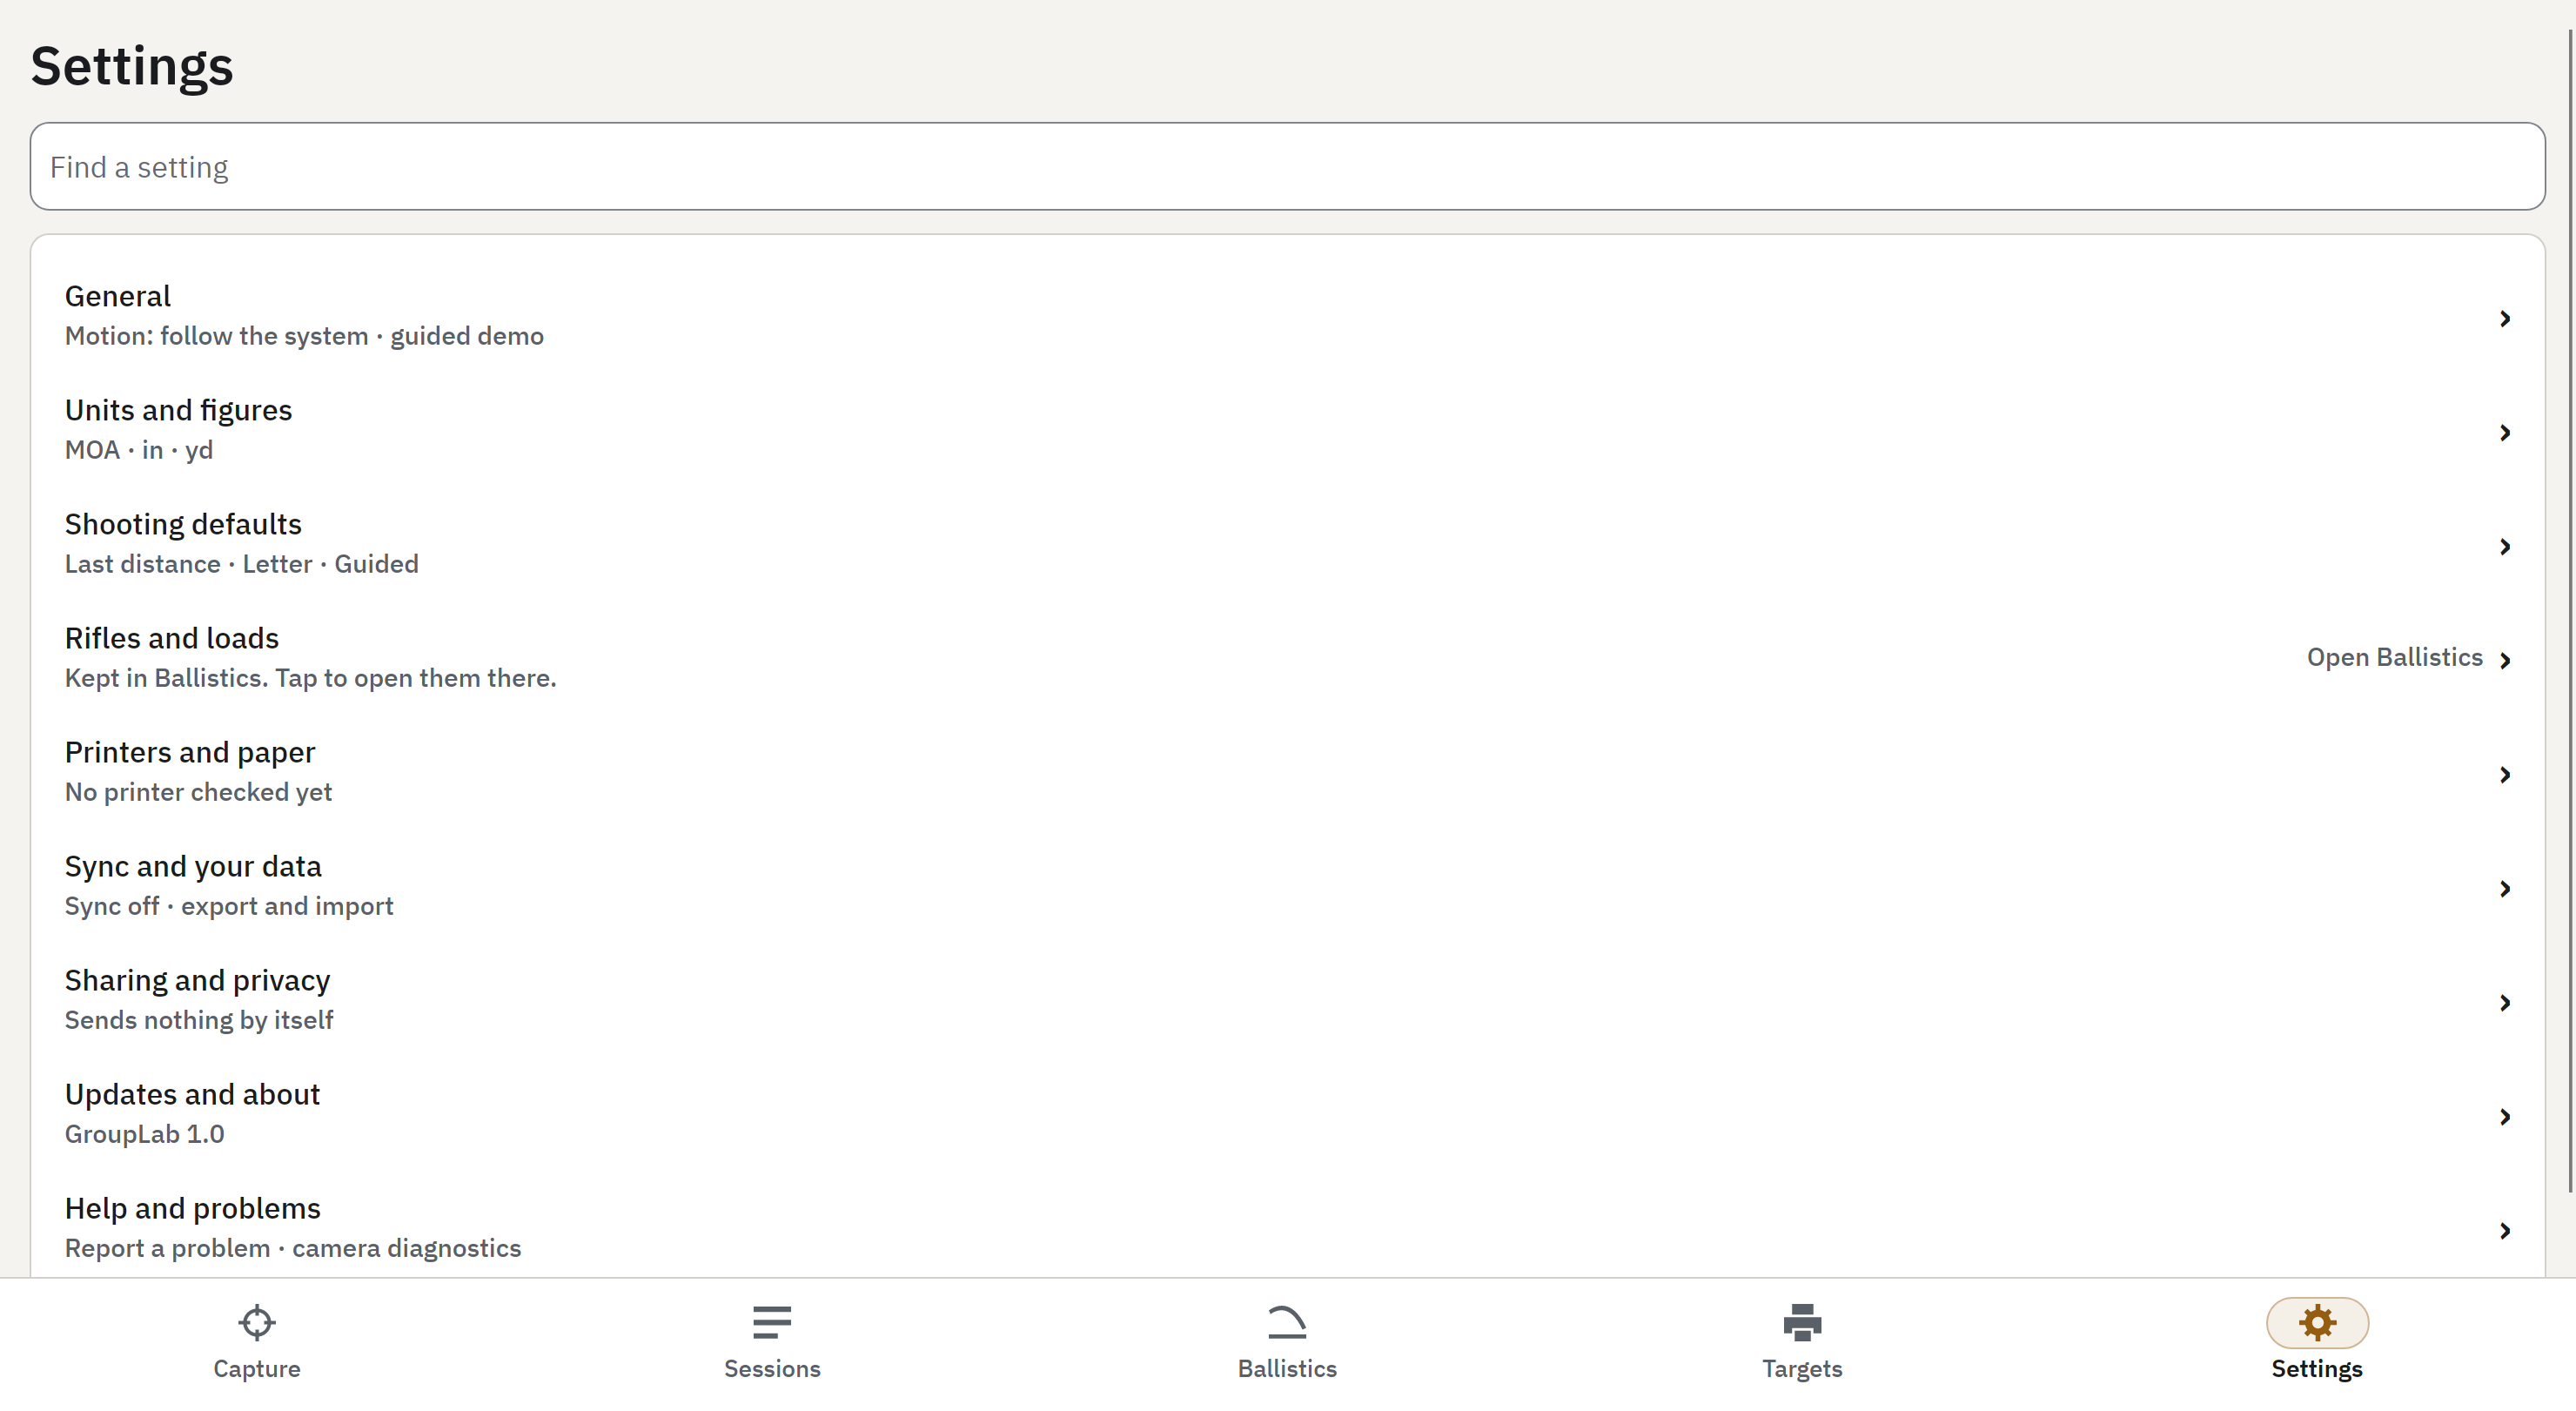 Settings
Find a setting
General
Motion: follow the system · guided demo
Units and figures
MOA · in · yd
Shooting defaults
Last distance · Letter · Guided
Rifles and loads
Kept in Ballistics. Tap to open them there.
Open Ballistics
Printers and paper
No printer checked yet
Sync and your data
Sync off · export and import
Sharing and privacy
Sends nothing by itself
Updates and about
GroupLab 1.0
Help and problems
Report a problem · camera diagnostics
Capture
Sessions
Ballistics
Targets
Settings